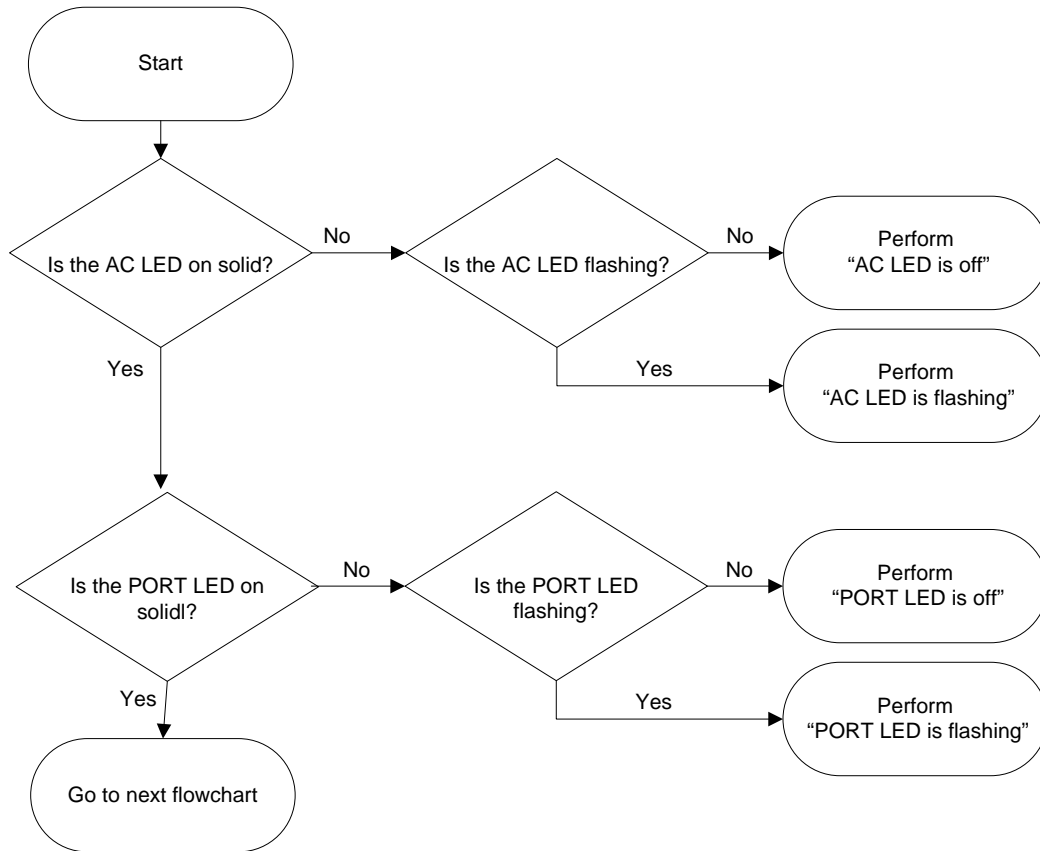 Start
Is the AC LED on solid?
No
Is the AC LED flashing?
No
Perform
“AC LED is off”
Yes
Yes
Perform
“AC LED is flashing”
Is the PORT LED on
solidl?
No
Is the PORT LED
flashing?
No
Perform
“PORT LED is off”
Yes
Yes
Perform
“PORT LED is flashing”
Go to next flowchart